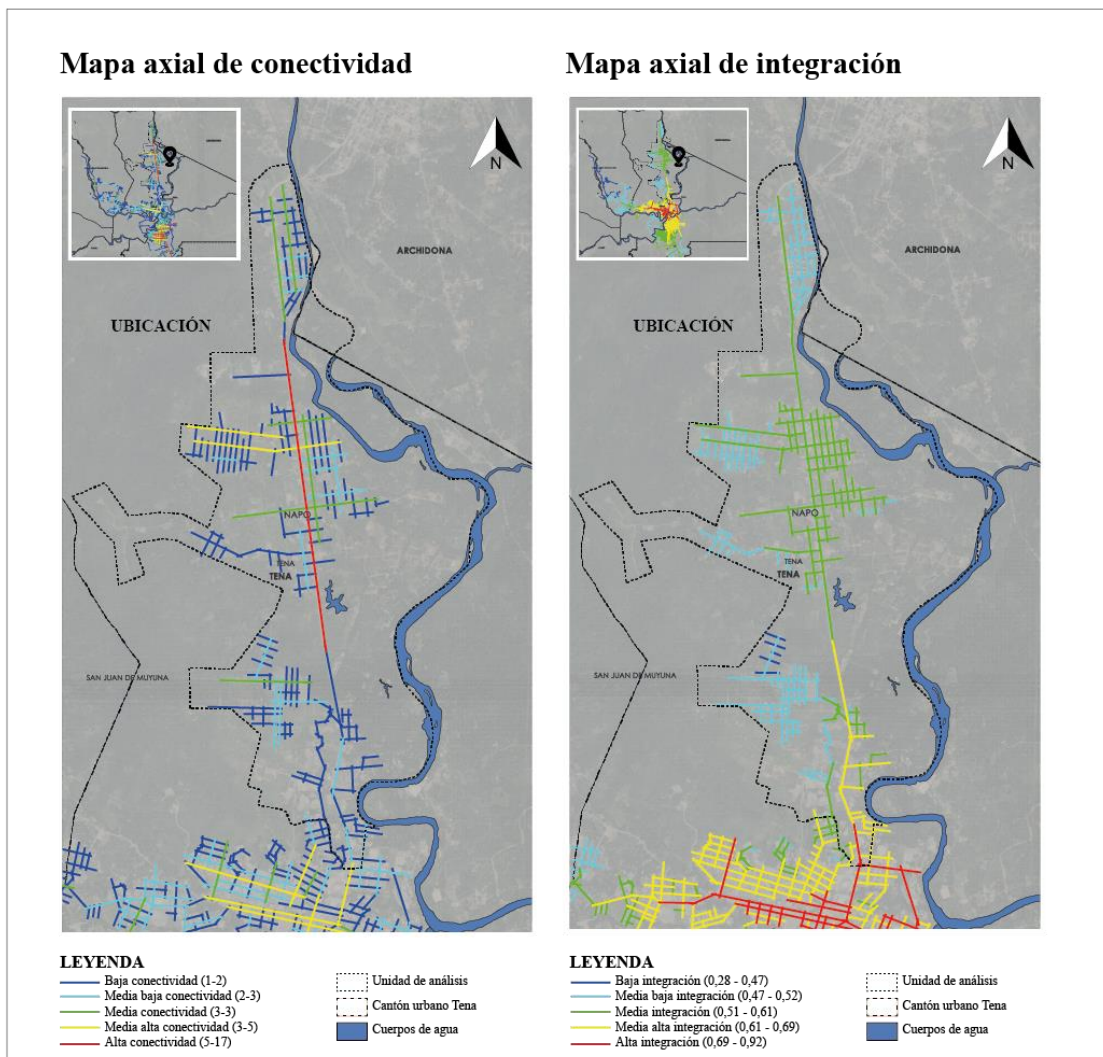 Mapa axial de conectividad
N
ARCHIDONA
UBICACIÓN
NAPO
TENA
TENA
SAN JUAN DE MUYUNA
LEYENDA
Baja conectividad (1-2)
Media baja conectividad (2-3)
Media conectividad (3-3)
Media alta conectividad (3-5)
Alta conectividad (5-17)
Unidad de análisis
Cantón urbano Tena
Cuerpos de agua
Mapa axial de integración
N
ARCHIDONA
UBICACIÓN
NAPO
TENA
TENA
SAN JUAN DE MUYUNA
LEYENDA
Baja integración (0,28 - 0,47)
Media baja integración (0,47 - 0,52)
Media integración (0,51 - 0,61)
Media alta integración (0,61 - 0,69)
Alta integración (0,69 - 0,92)
Unidad de análisis
Cantón urbano Tena
Cuerpos de agua